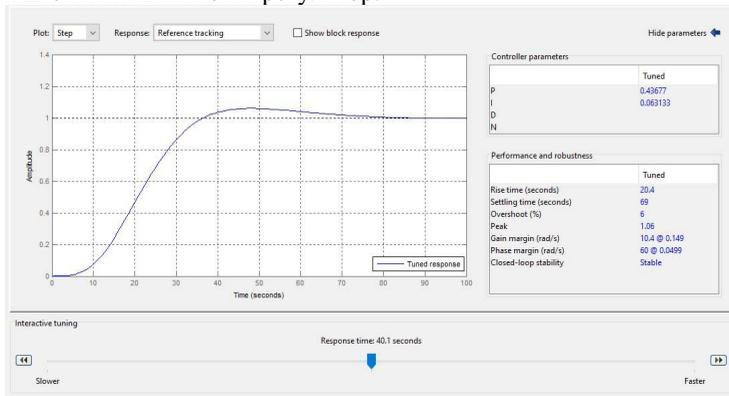 Plot: Step Response: Reference tracking Show block response Hide parameters
1.4
1.2
1
0.8
0.6
0.4
0.2
0
Amplitude
0 10 20 30 40 50 60 70 80 90 100
Time (seconds)
Tuned response
Controller parameters
Tuned
P 0.43677
I 0.063133
D
N
Performance and robustness
Tuned
Rise time (seconds) 20.4
Settling time (seconds) 69
Overshoot (%) 6
Peak 1.06
Gain margin (rad/s) 10.4 @ 0.149
Phase margin (rad/s) 60 @ 0.0499
Closed-loop stability Stable
Interactive tuning
Response time: 40.1 seconds
Slower Faster